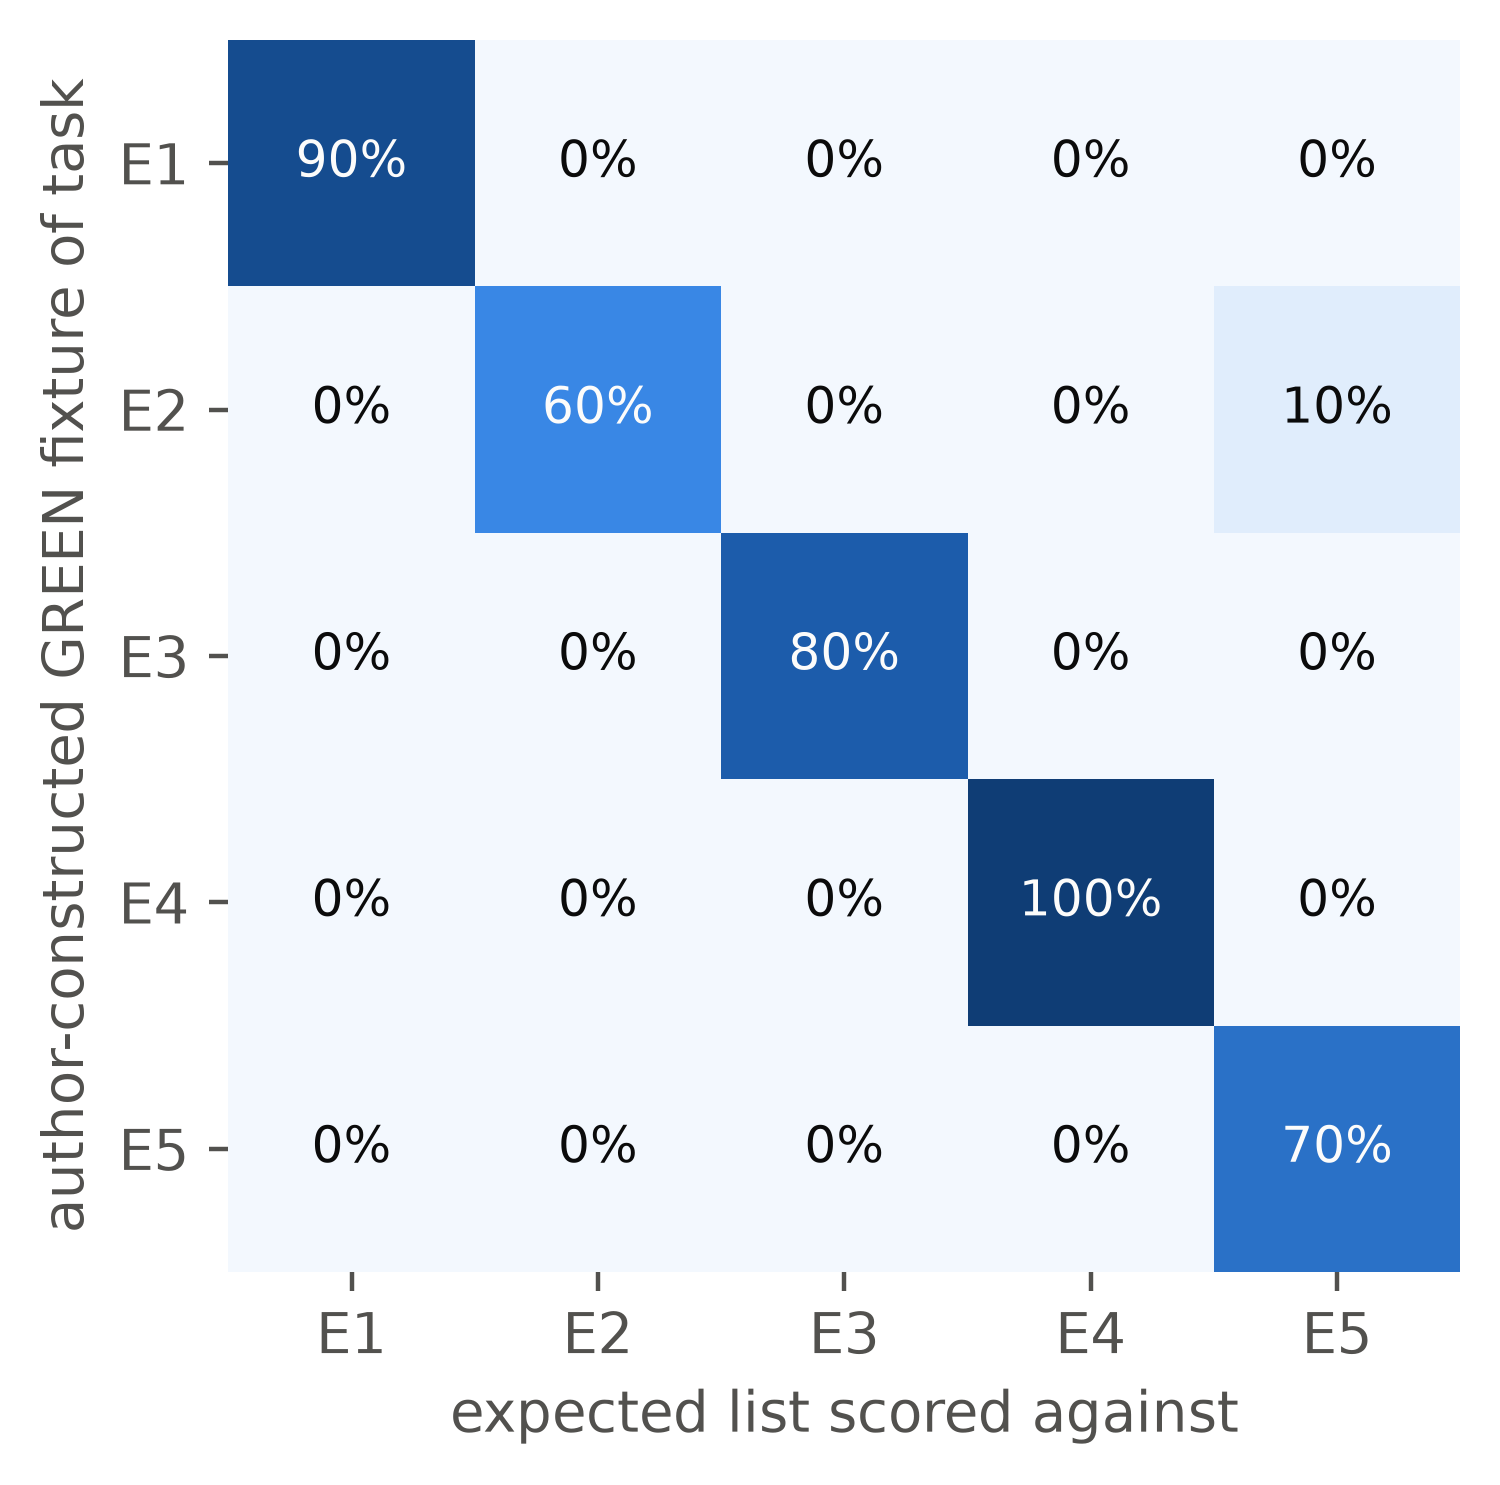 author-constructed GREEN fixture of task
E1 90% 0% 0% 0% 0%
E2 0% 60% 0% 0% 10%
E3 0% 0% 80% 0% 0%
E4 0% 0% 0% 100% 0%
E5 0% 0% 0% 0% 70%
E1 E2 E3 E4 E5
expected list scored against